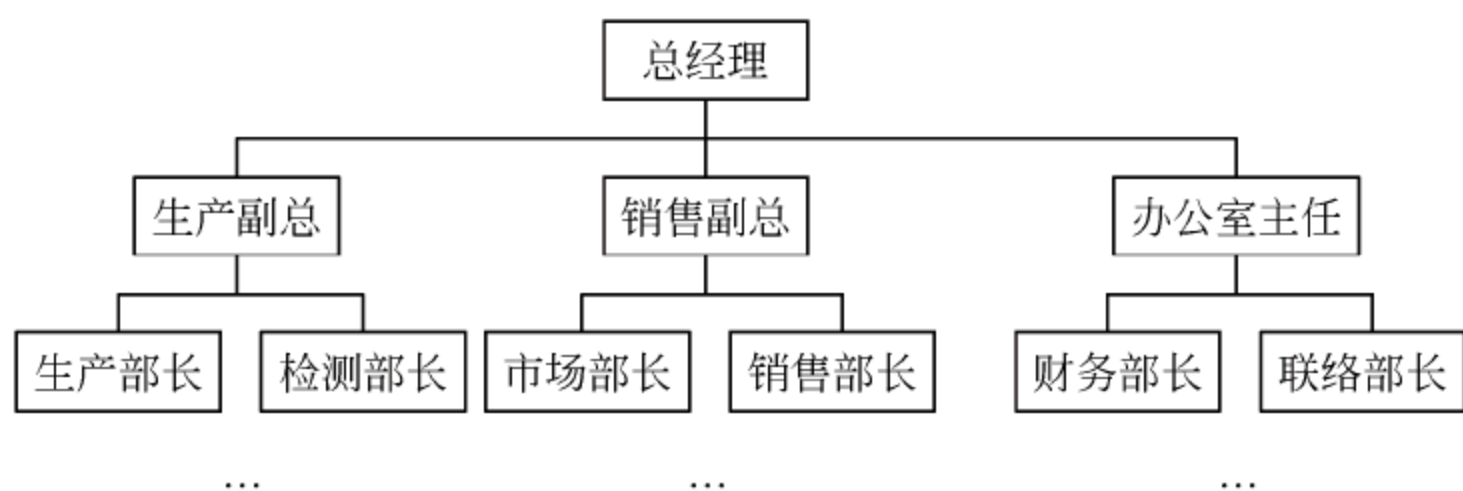 总经理
生产副总
销售副总
办公室主任
生产部长
检测部长
市场部长
销售部长
财务部长
联络部长
…
…
…